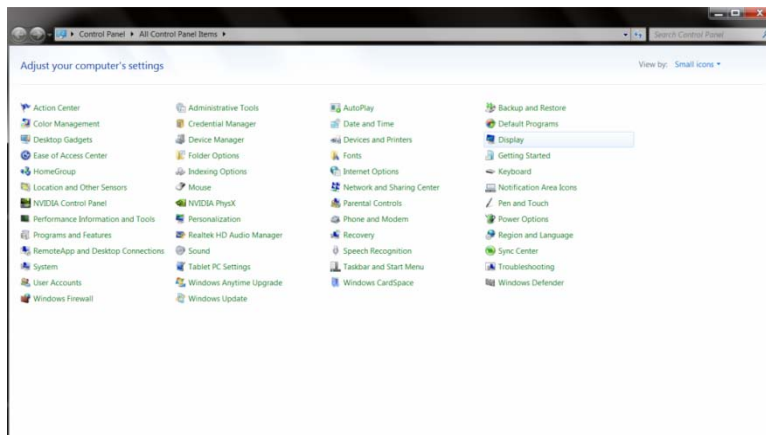 Control Panel ▸ All Control Panel Items ▸
Search Control Panel
Adjust your computer's settings
View by: Small icons
Action Center Administrative Tools AutoPlay Backup and Restore
Color Management Credential Manager Date and Time Default Programs
Desktop Gadgets Device Manager Devices and Printers Display
Ease of Access Center Folder Options Fonts Getting Started
HomeGroup Indexing Options Internet Options Keyboard
Location and Other Sensors Mouse Network and Sharing Center Notification Area Icons
NVIDIA Control Panel NVIDIA PhysX Parental Controls Pen and Touch
Performance Information and Tools Personalization Phone and Modem Power Options
Programs and Features Realtek HD Audio Manager Recovery Region and Language
RemoteApp and Desktop Connections Sound Speech Recognition Sync Center
System Tablet PC Settings Taskbar and Start Menu Troubleshooting
User Accounts Windows Anytime Upgrade Windows CardSpace Windows Defender
Windows Firewall Windows Update